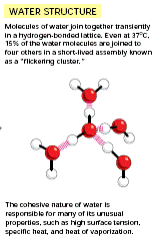 WATER STRUCTURE
Molecules of water join together transiently
in a hydrogen-bonded lattice. Even at 37°C,
15% of the water molecules are joined to
four others in a short-lived assembly known
as a "flickering cluster."
The cohesive nature of water is
responsible for many of its unusual
properties, such as high surface tension,
specific heat, and heat of vaporization.